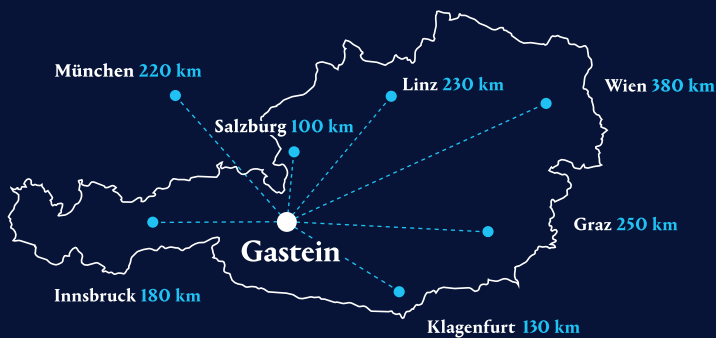 München 220 km
Linz 230 km
Wien 380 km
Salzburg 100 km
Graz 250 km
Gastein
Innsbruck 180 km
Klagenfurt 130 km